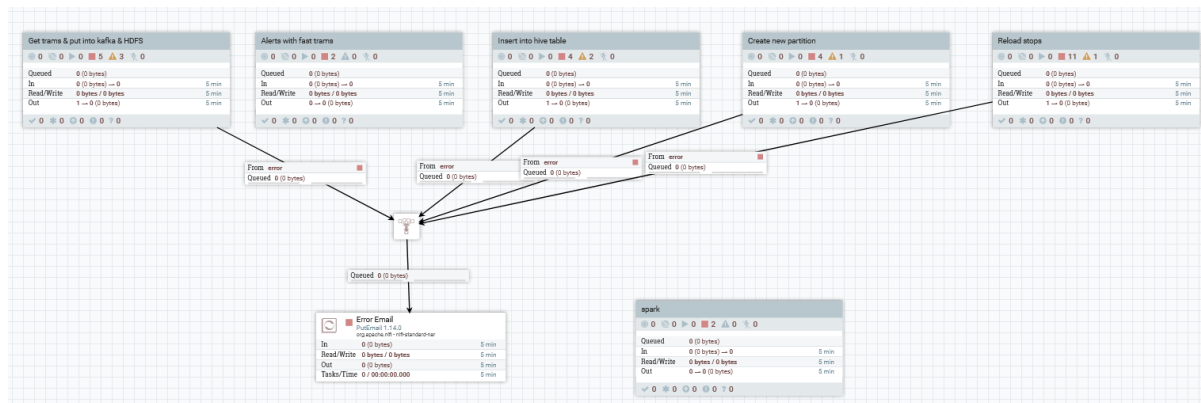 Get trams & put into kafka & HDFS
0 0 0 5 3 0
Queued 0 (0 bytes)
In 0 (0 bytes) → 0 5 min
Read/Write 0 bytes / 0 bytes 5 min
Out 1 → 0 (0 bytes) 5 min
0 0 0 0 ? 0
Alerts with fast trams
0 0 0 2 0 0
Queued 0 (0 bytes)
In 0 (0 bytes) → 0 5 min
Read/Write 0 bytes / 0 bytes 5 min
Out 0 → 0 (0 bytes) 5 min
0 0 0 0 ? 0
Insert into hive table
0 0 0 4 2 0
Queued 0 (0 bytes)
In 0 (0 bytes) → 0 5 min
Read/Write 0 bytes / 0 bytes 5 min
Out 1 → 0 (0 bytes) 5 min
0 0 0 0 ? 0
Create new partition
0 0 0 4 1 0
Queued 0 (0 bytes)
In 0 (0 bytes) → 0 5 min
Read/Write 0 bytes / 0 bytes 5 min
Out 1 → 0 (0 bytes) 5 min
0 0 0 0 ? 0
Reload stops
0 0 0 11 1 0
Queued 0 (0 bytes)
In 0 (0 bytes) → 0 5 min
Read/Write 0 bytes / 0 bytes 5 min
Out 1 → 0 (0 bytes) 5 min
0 0 0 0 ? 0
From error
Queued 0 (0 bytes)
From error
Queued 0 (0 bytes)
From error
Queued 0 (0 bytes)
From error
Queued 0 (0 bytes)
Queued 0 (0 bytes)
Error Email
PutEmail 1.14.0
org.apache.nifi - nifi-standard-nar
In 0 (0 bytes) 5 min
Read/Write 0 bytes / 0 bytes 5 min
Out 0 (0 bytes) 5 min
Tasks/Time 0 / 00:00:00.000 5 min
spark
0 0 0 2 0 0
Queued 0 (0 bytes)
In 0 (0 bytes) → 0 5 min
Read/Write 0 bytes / 0 bytes 5 min
Out 0 → 0 (0 bytes) 5 min
0 0 0 0 ? 0